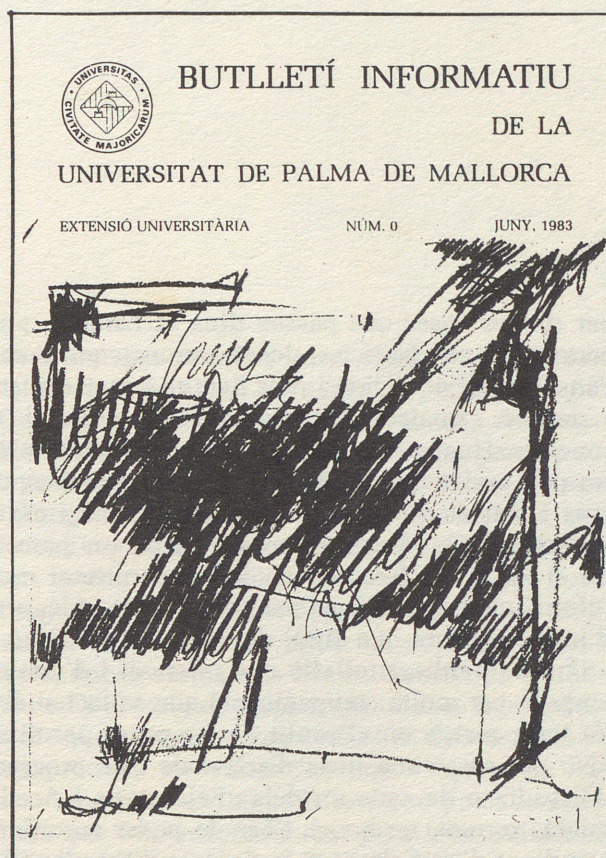 UNIVERSITAS
CIVITATE MAJORICARUM
BUTLLETÍ INFORMATIU
DE LA
UNIVERSITAT DE PALMA DE MALLORCA
EXTENSIÓ UNIVERSITÀRIA NÚM. 0 JUNY, 1983